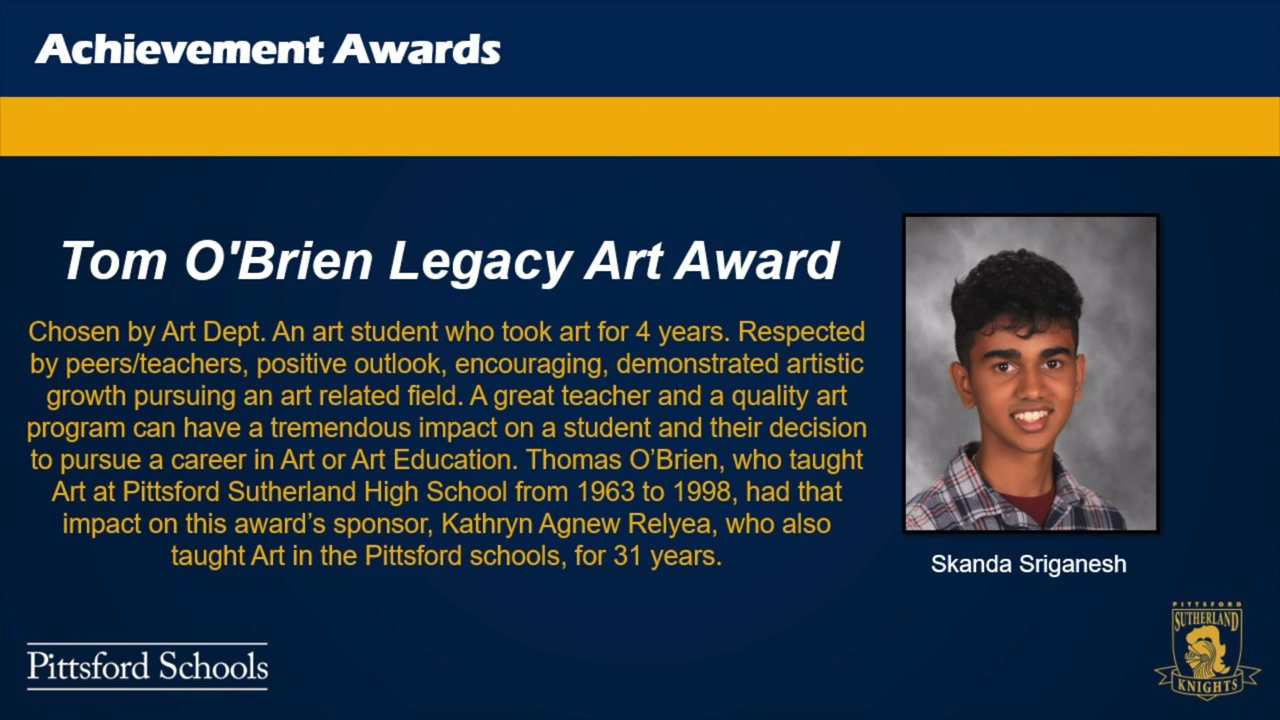 Achievement Awards
Tom O'Brien Legacy Art Award
Chosen by Art Dept. An art student who took art for 4 years. Respected
by peers/teachers, positive outlook, encouraging, demonstrated artistic
growth pursuing an art related field. A great teacher and a quality art
program can have a tremendous impact on a student and their decision
to pursue a career in Art or Art Education. Thomas O’Brien, who taught
Art at Pittsford Sutherland High School from 1963 to 1998, had that
impact on this award’s sponsor, Kathryn Agnew Relyea, who also
taught Art in the Pittsford schools, for 31 years.
Skanda Sriganesh
Pittsford Schools
PITTSFORD
SUTHERLAND
KNIGHTS